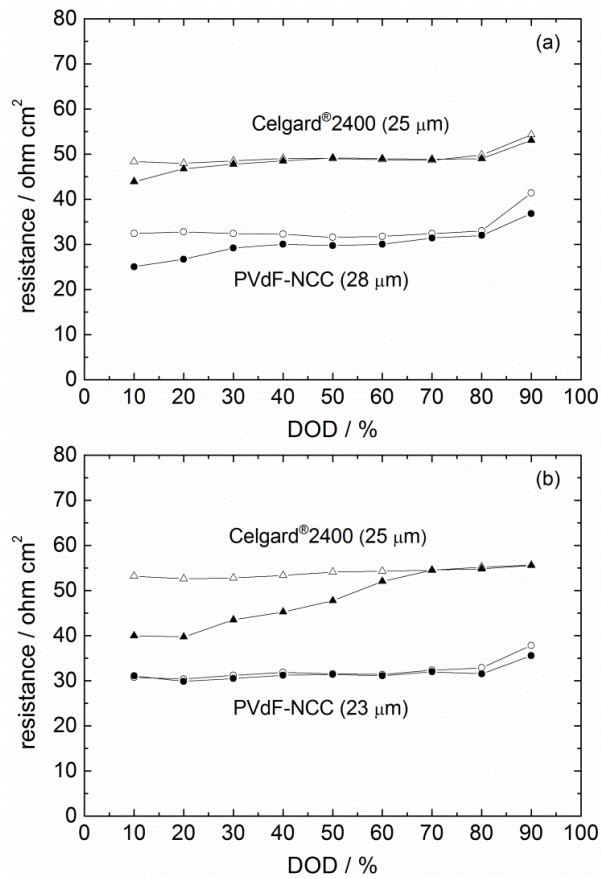 (a)
80
70
60
50
40
30
20
10
0
resistance / ohm cm²
Celgard®2400 (25 μm)
PVdF-NCC (28 μm)
0 10 20 30 40 50 60 70 80 90 100
DOD / %
(b)
80
70
60
50
40
30
20
10
0
resistance / ohm cm²
Celgard®2400 (25 μm)
PVdF-NCC (23 μm)
0 10 20 30 40 50 60 70 80 90 100
DOD / %